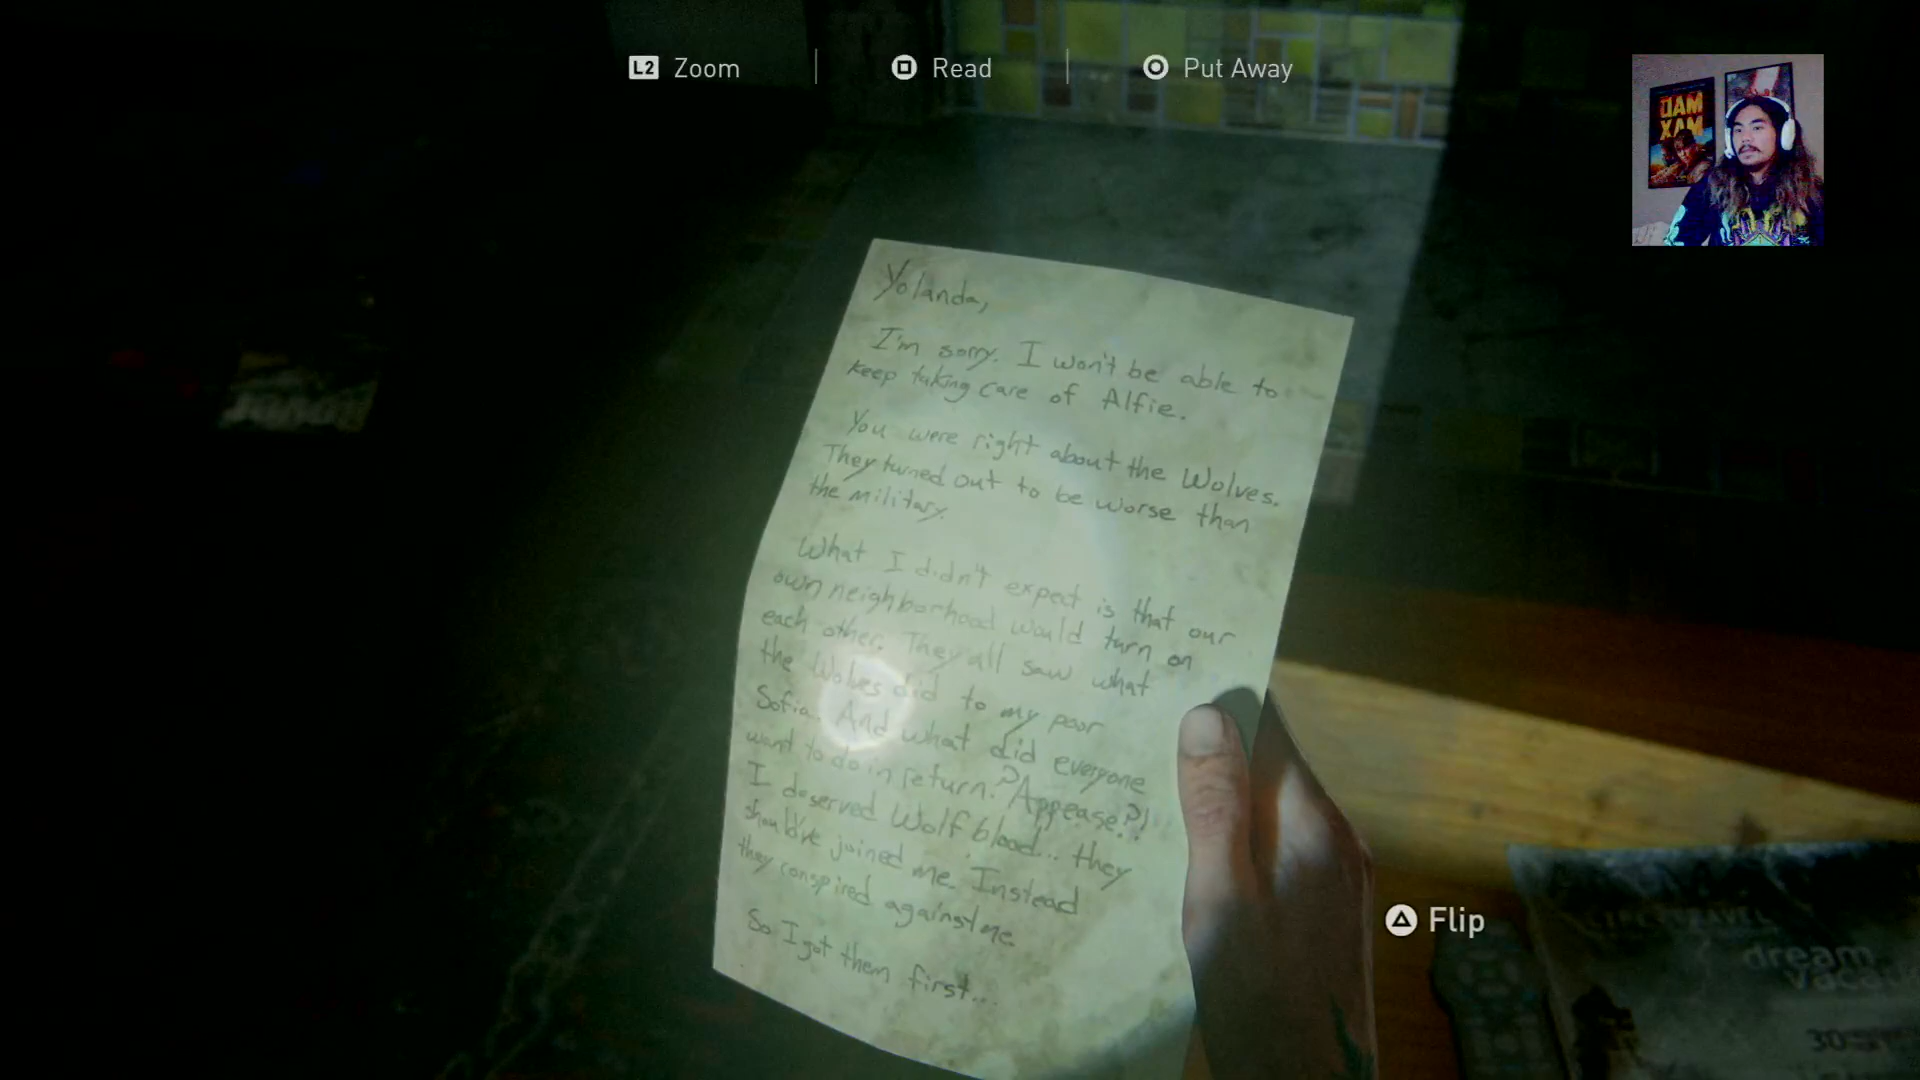 L2 Zoom
Read
Put Away
DAM
XAM
Yolanda,
I'm sorry. I won't be able to
keep taking care of Alfie.
You were right about the Wolves.
They turned out to be worse than
the military.
What I didn't expect is that our
own neighborhood would turn on
each other. They all saw what
the Wolves did to my poor
Sofia. And what did everyone
want to do in return? Appease?!
I deserved Wolf blood... they
should've joined me. Instead
they conspired against me.
So I got them first...
Flip
dream
30